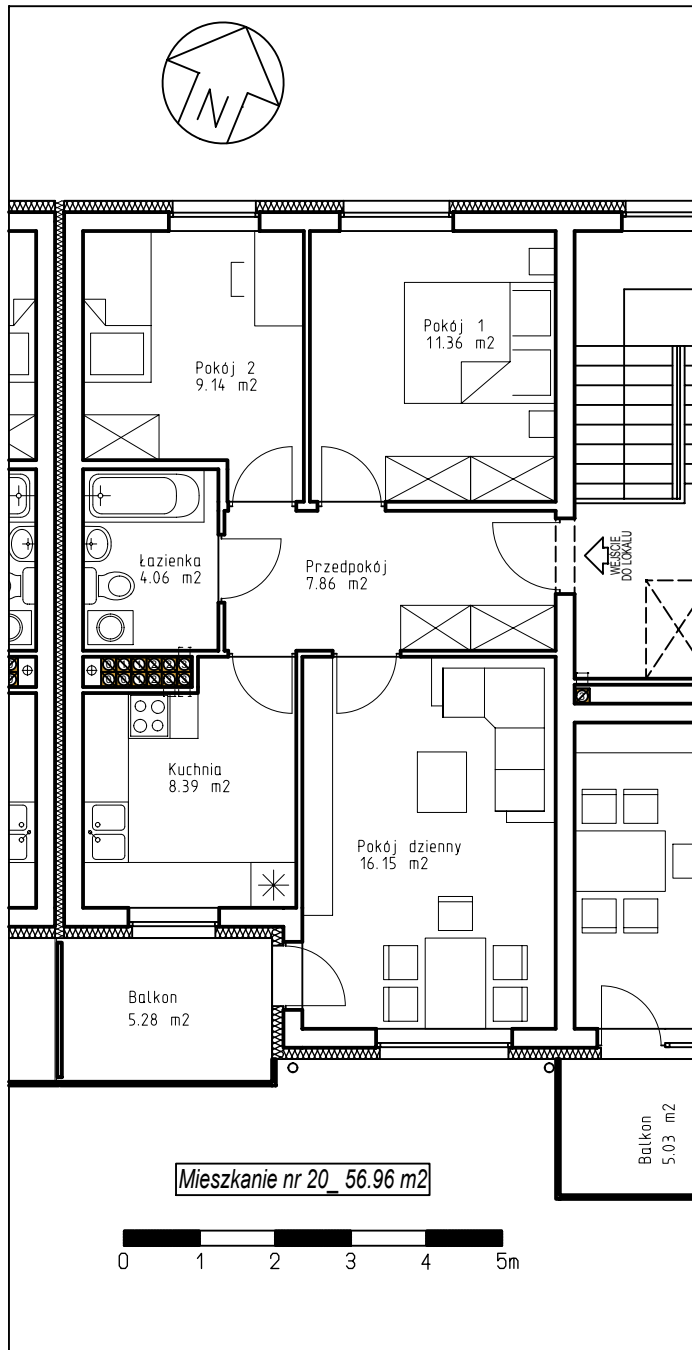 N
Pokój 1
11.36 m2
Pokój 2
9.14 m2
WEJŚCIE
DO LOKALU
Łazienka
4.06 m2
Przedpokój
7.86 m2
Kuchnia
8.39 m2
Pokój dzienny
16.15 m2
Balkon
5.28 m2
Balkon
5.03 m2
Mieszkanie nr 20_ 56.96 m2
0 1 2 3 4 5m